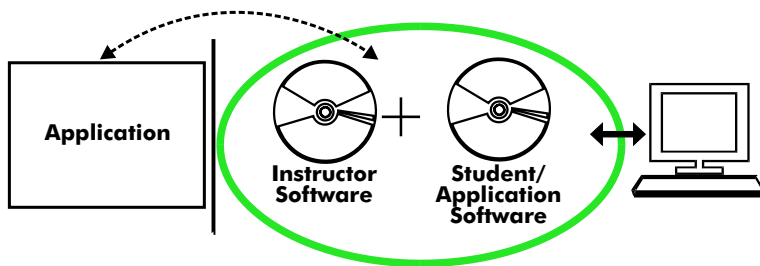 Application
Instructor
Software
Student/
Application
Software